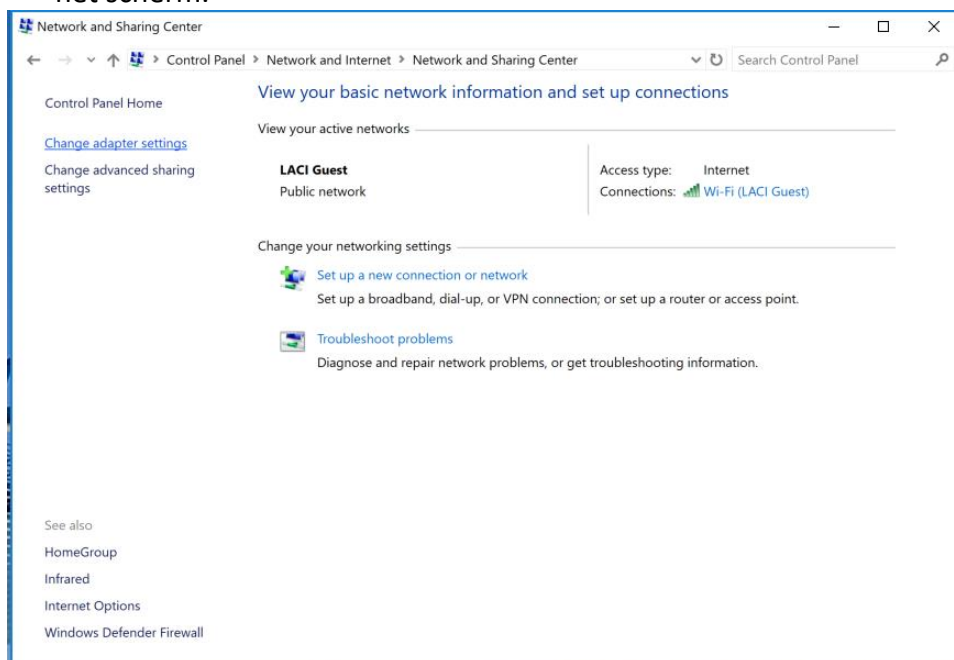 het scherm.
Network and Sharing Center
Control Panel > Network and Internet > Network and Sharing Center
Search Control Panel
Control Panel Home
Change adapter settings
Change advanced sharing
settings
View your basic network information and set up connections
View your active networks
LACI Guest
Public network
Access type: Internet
Connections: Wi-Fi (LACI Guest)
Change your networking settings
Set up a new connection or network
Set up a broadband, dial-up, or VPN connection; or set up a router or access point.
Troubleshoot problems
Diagnose and repair network problems, or get troubleshooting information.
See also
HomeGroup
Infrared
Internet Options
Windows Defender Firewall